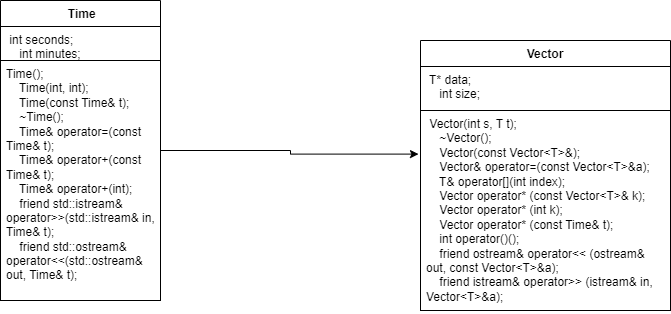 Time
int seconds;
int minutes;
Time();
Time(int, int);
Time(const Time& t);
~Time();
Time& operator=(const
Time& t);
Time& operator+(const
Time& t);
Time& operator+(int);
friend std::istream&
operator>>(std::istream& in,
Time& t);
friend std::ostream&
operator<<(std::ostream&
out, Time& t);
Vector
T* data;
int size;
Vector(int s, T t);
~Vector();
Vector(const Vector<T>&);
Vector& operator=(const Vector<T>&a);
T& operator[](int index);
Vector operator* (const Vector<T>& k);
Vector operator* (int k);
Vector operator* (const Time& t);
int operator()();
friend ostream& operator<< (ostream&
out, const Vector<T>&a);
friend istream& operator>> (istream& in,
Vector<T>&a);